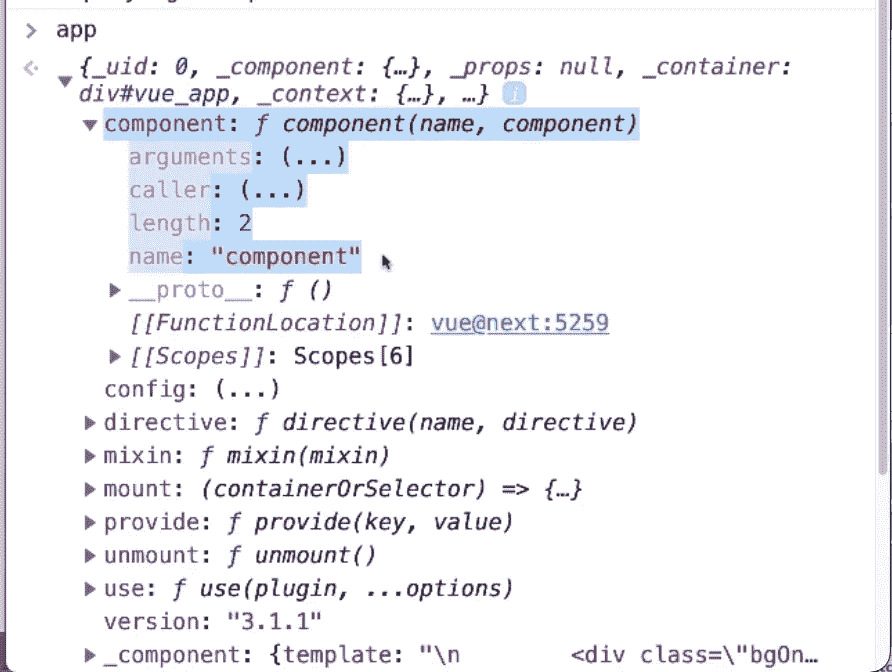 > app
{_uid: 0, _component: {…}, _props: null, _container:
div#vue_app, _context: {…}, …} i
component: ƒ component(name, component)
arguments: (...)
caller: (...)
length: 2
name: "component"
__proto__: ƒ ()
[[FunctionLocation]]: vue@next:5259
[[Scopes]]: Scopes[6]
config: (...)
directive: ƒ directive(name, directive)
mixin: ƒ mixin(mixin)
mount: (containerOrSelector) => {…}
provide: ƒ provide(key, value)
unmount: ƒ unmount()
use: ƒ use(plugin, ...options)
version: "3.1.1"
_component: {template: "\n <div class=\"bgOn…